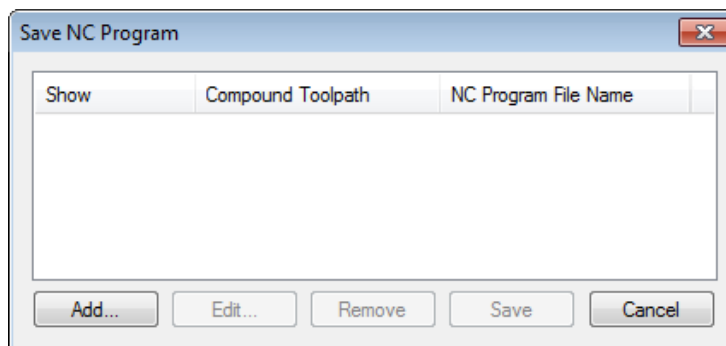 Save NC Program
Show Compound Toolpath NC Program File Name
Add... Edit... Remove Save Cancel